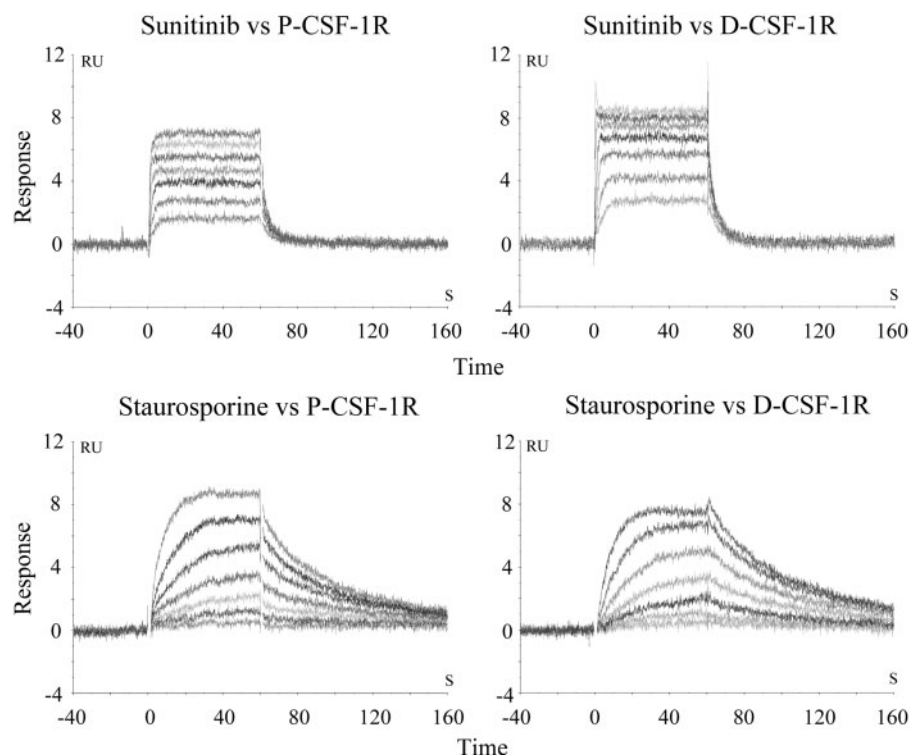 Sunitinib vs P-CSF-1R
Sunitinib vs D-CSF-1R
12
RU
8
4
0
-4
Response
S
-40 0 40 80 120 160
12
RU
8
4
0
-4
S
-40 0 40 80 120 160
Time
Staurosporine vs P-CSF-1R
Staurosporine vs D-CSF-1R
12
RU
8
4
0
-4
Response
S
-40 0 40 80 120 160
12
RU
8
4
0
-4
S
-40 0 40 80 120 160
Time